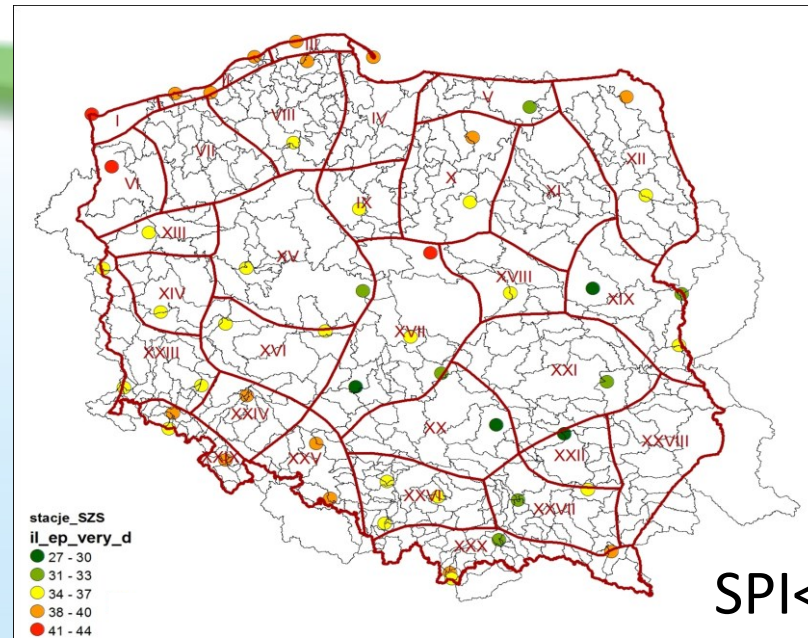 III
II
I
VIII
IV
V
VII
VI
X
XI
XII
IX
XIII
XV
XIV
XVIII
XIX
XVII
XVI
XXIII
XXI
XXIV
XX
XXII
XXVIII
XXV
XXIX
XXVI
XXVII
XXX
stacje_SZS
il_ep_very_d
27 - 30
31 - 33
34 - 37
38 - 40
41 - 44
SPI<